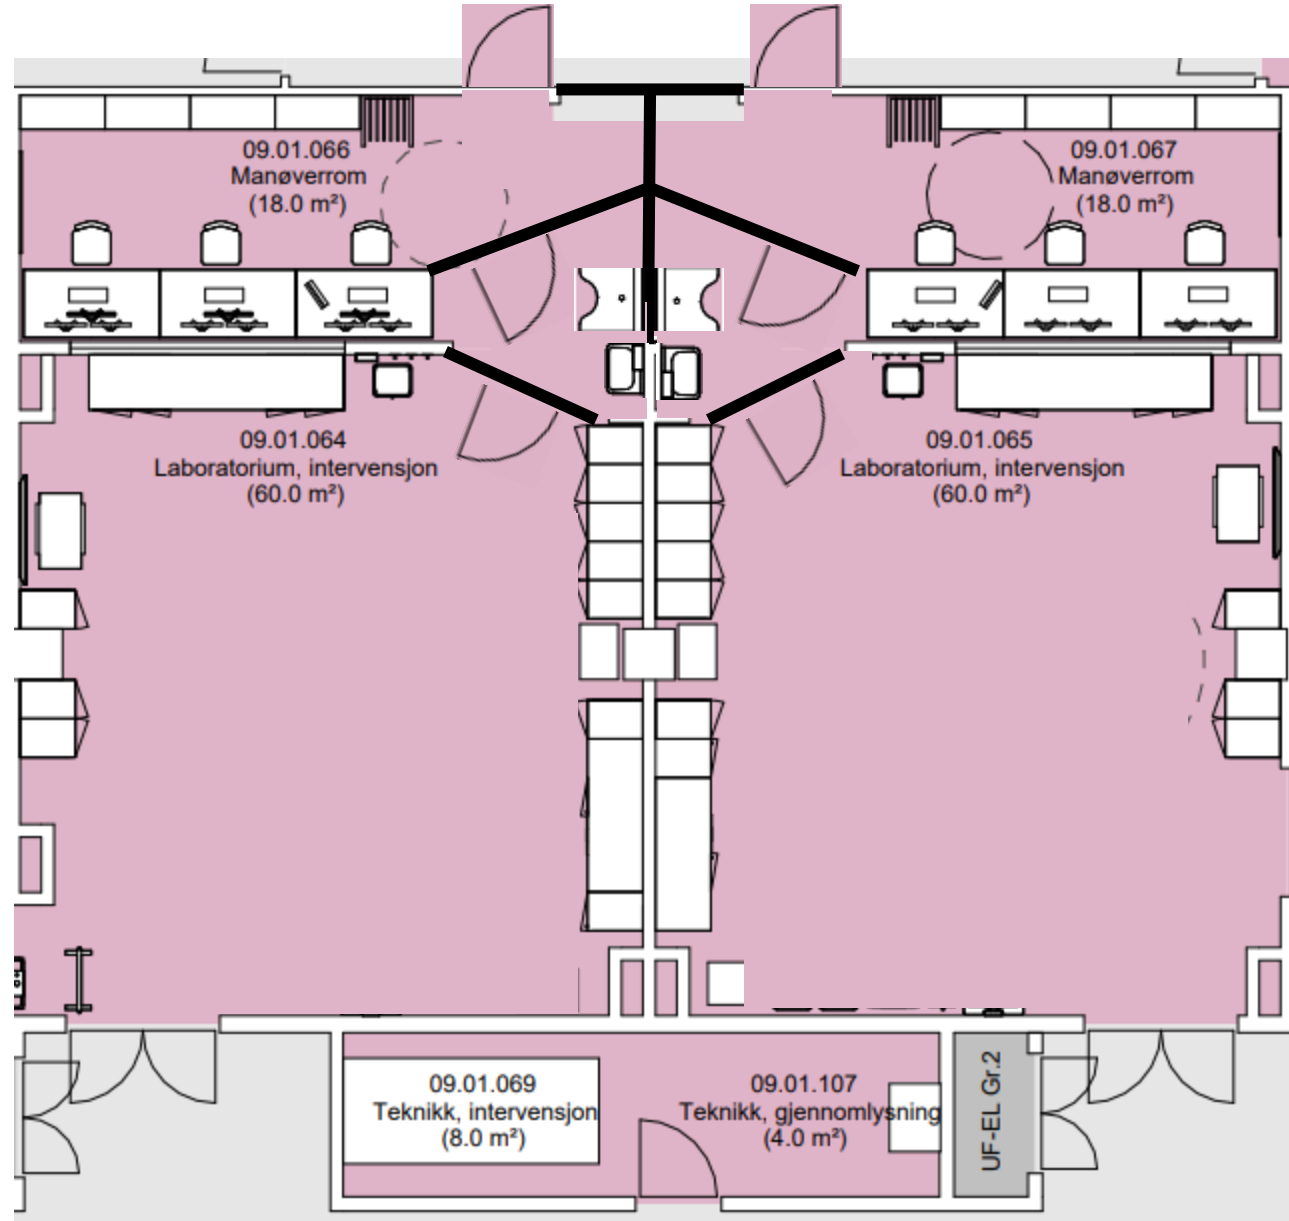 09.01.066
Manøverrom
(18.0 m²)
09.01.067
Manøverrom
(18.0 m²)
09.01.064
Laboratorium, intervensjon
(60.0 m²)
09.01.065
Laboratorium, intervensjon
(60.0 m²)
09.01.069
Teknikk, intervensjon
(8.0 m²)
09.01.107
Teknikk, gjennomlysning
(4.0 m²)
UF-EL Gr.2